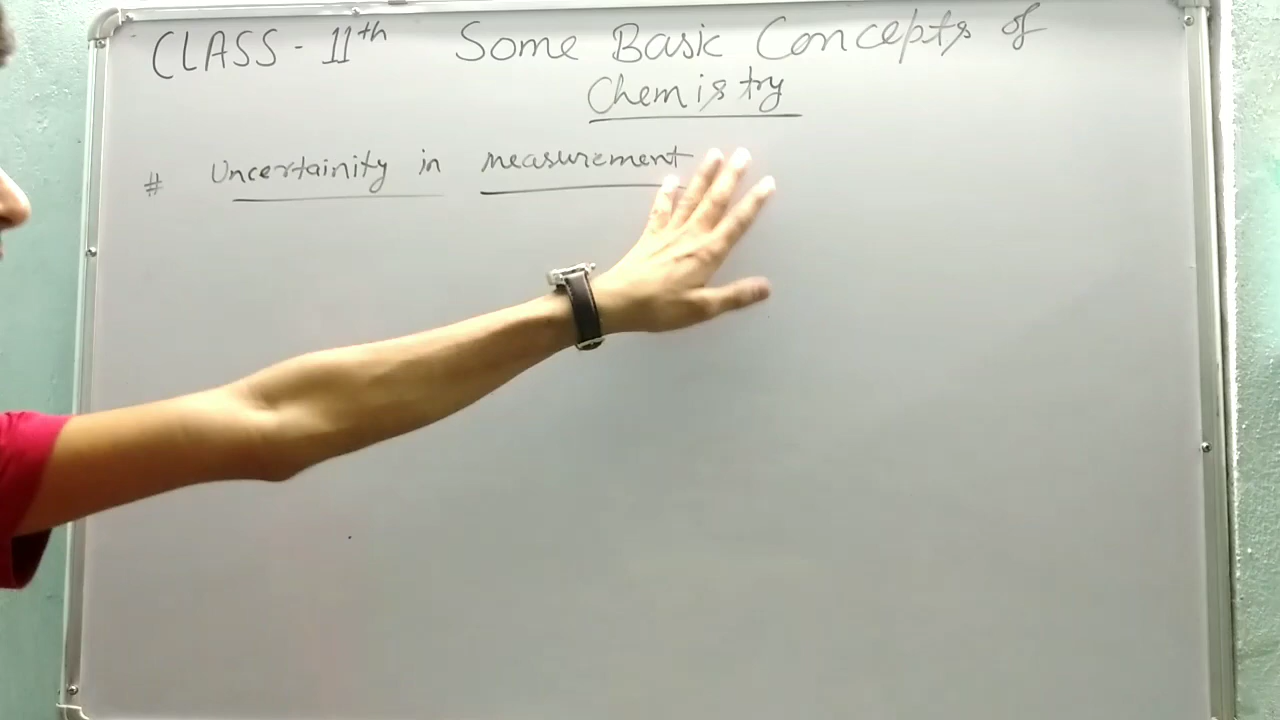 CLASS - 11th Some Basic Concepts of
Chemistry
# Uncertainity in measurement